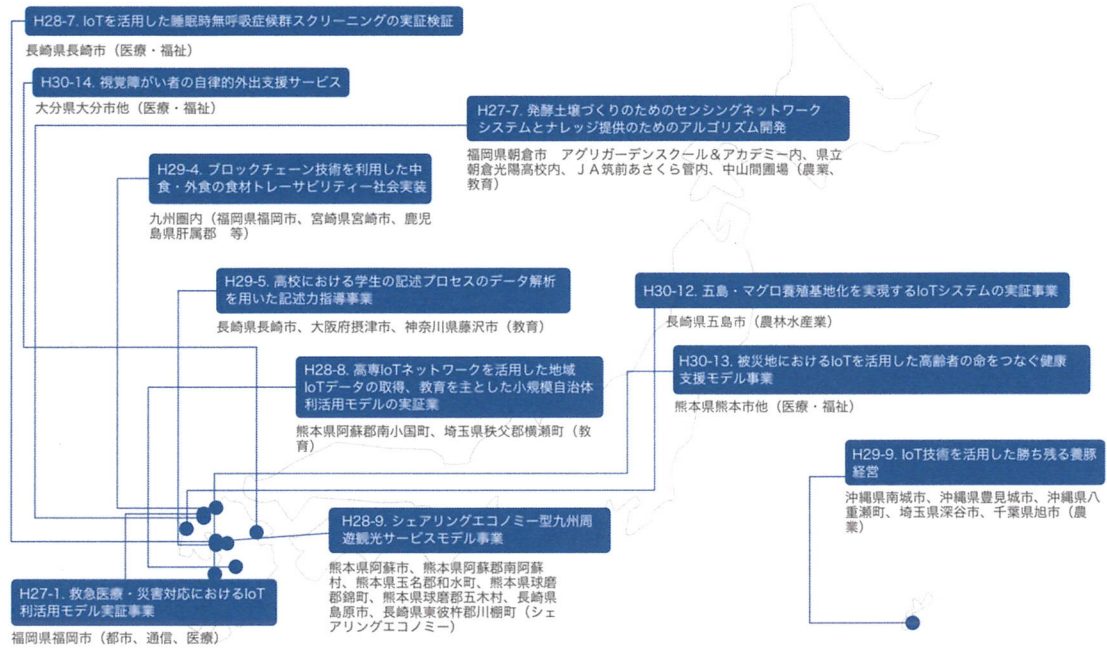 H28-7. IoTを活用した睡眠時無呼吸症候群スクリーニングの実証検証
長崎県長崎市（医療・福祉）
H30-14. 視覚障がい者の自律的外出支援サービス
大分県大分市他（医療・福祉）
H27-7. 発酵土壌づくりのためのセンシングネットワーク
システムとナレッジ提供のためのアルゴリズム開発
福岡県朝倉市　アグリガーデンスクール＆アカデミー内、県立
朝倉光陽高校内、ＪＡ筑前あさくら管内、中山間圃場（農業、
教育）
H29-4. ブロックチェーン技術を利用した中
食・外食の食材トレーサビリティー社会実装
九州圏内（福岡県福岡市、宮崎県宮崎市、鹿児
島県肝属郡　等）
H29-5. 高校における学生の記述プロセスのデータ解析
を用いた記述力指導事業
長崎県長崎市、大阪府摂津市、神奈川県藤沢市（教育）
H30-12. 五島・マグロ養殖基地化を実現するIoTシステムの実証事業
長崎県五島市（農林水産業）
H28-8. 高専IoTネットワークを活用した地域
IoTデータの取得、教育を主とした小規模自治体
利活用モデルの実証業
熊本県阿蘇郡南小国町、埼玉県秩父郡横瀬町（教
育）
H30-13. 被災地におけるIoTを活用した高齢者の命をつなぐ健康
支援モデル事業
熊本県熊本市他（医療・福祉）
H29-9. IoT技術を活用した勝ち残る養豚
経営
沖縄県南城市、沖縄県豊見城市、沖縄県八
重瀬町、埼玉県深谷市、千葉県旭市（農
業）
H28-9. シェアリングエコノミー型九州周
遊観光サービスモデル事業
熊本県阿蘇市、熊本県阿蘇郡南阿蘇
村、熊本県玉名郡和水町、熊本県球磨
郡錦町、熊本県球磨郡五木村、長崎県
島原市、長崎県東彼杵郡川棚町（シェ
アリングエコノミー）
H27-1. 救急医療・災害対応におけるIoT
利活用モデル実証事業
福岡県福岡市（都市、通信、医療）